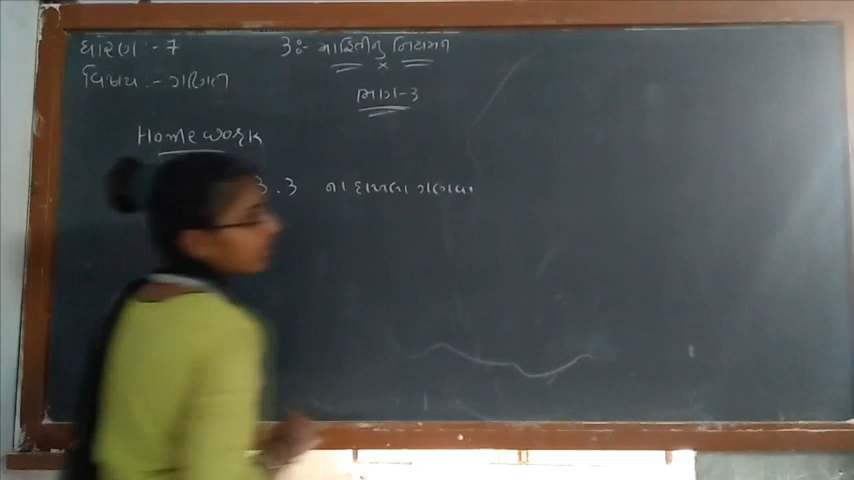 ધોરણ :- 7
વિષય :- ગણિત
3 :- માહિતીનું નિયમન
ભાગ-3
Home work
3.3 ના દાખલા ગણવા.